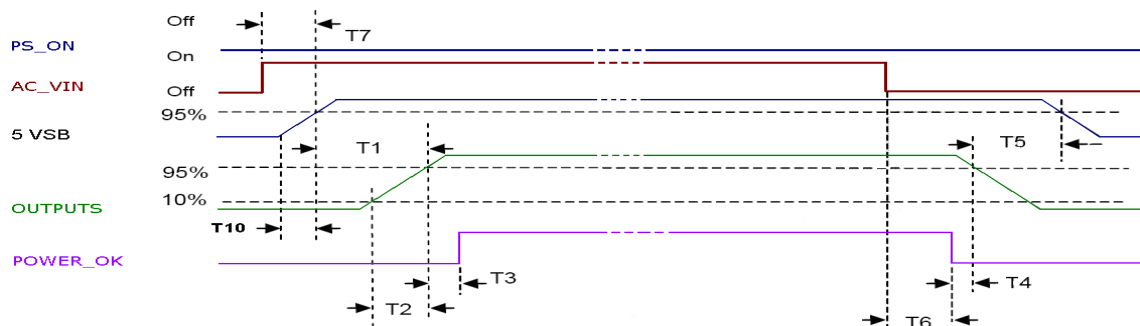 Off
T7
PS_ON
On
AC_VIN
Off
95%
5 VSB
T1
T5
95%
10%
OUTPUTS
T10
POWER_OK
T3
T4
T2
T6